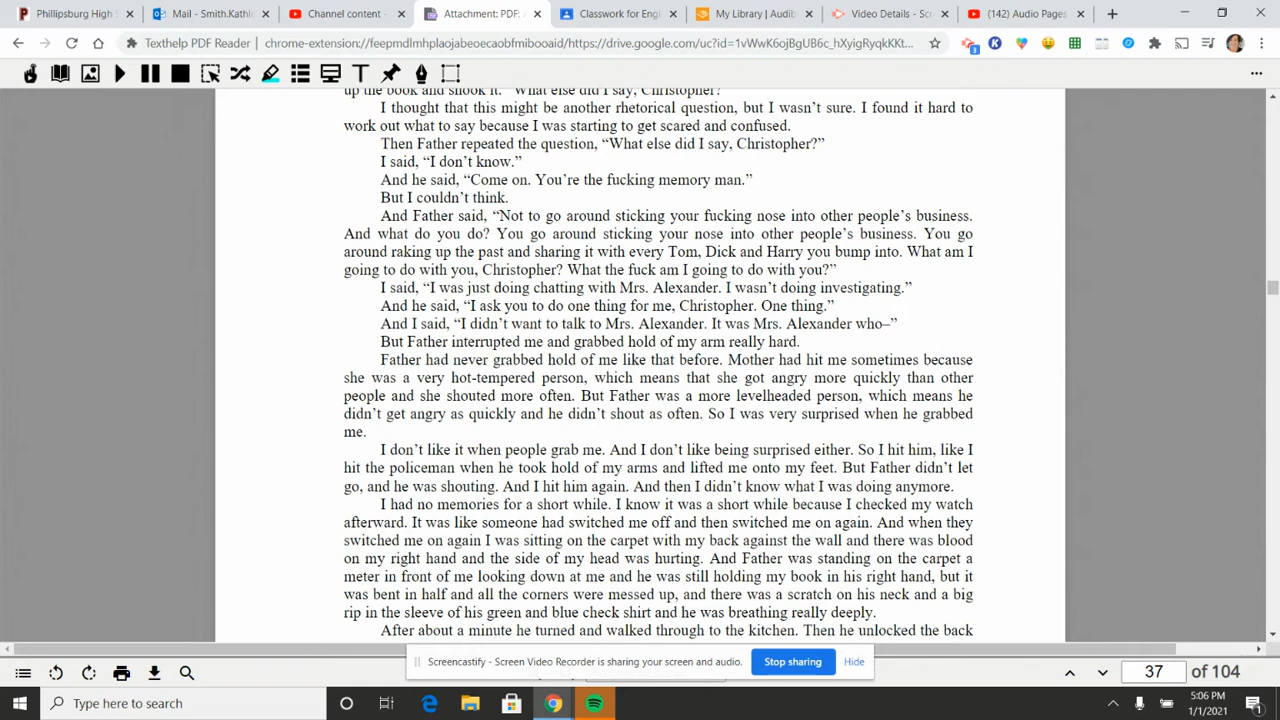 Phillipsburg High S
Mail - Smith.Kathle
Channel content -
Attachment: PDF: A
Classwork for Engl
My Library | Audib
Video Details - Scr
(142) Audio Pages
Texthelp PDF Reader
chrome-extension://feepmdlmhplaojabeoecaobfmibooaid/https://drive.google.com/uc?id=1vWwK6ojBgUB6c_hXyigRyqkKKt...
up the book and shook it. "What else did I say, Christopher?"
I thought that this might be another rhetorical question, but I wasn't sure. I found it hard to
work out what to say because I was starting to get scared and confused.
Then Father repeated the question, “What else did I say, Christopher?”
I said, “I don’t know.”
And he said, “Come on. You’re the fucking memory man.”
But I couldn’t think.
And Father said, “Not to go around sticking your fucking nose into other people’s business.
And what do you do? You go around sticking your nose into other people’s business. You go
around raking up the past and sharing it with every Tom, Dick and Harry you bump into. What am I
going to do with you, Christopher? What the fuck am I going to do with you?”
I said, “I was just doing chatting with Mrs. Alexander. I wasn’t doing investigating.”
And he said, “I ask you to do one thing for me, Christopher. One thing.”
And I said, “I didn’t want to talk to Mrs. Alexander. It was Mrs. Alexander who–”
But Father interrupted me and grabbed hold of my arm really hard.
Father had never grabbed hold of me like that before. Mother had hit me sometimes because
she was a very hot-tempered person, which means that she got angry more quickly than other
people and she shouted more often. But Father was a more levelheaded person, which means he
didn’t get angry as quickly and he didn’t shout as often. So I was very surprised when he grabbed
me.
I don’t like it when people grab me. And I don’t like being surprised either. So I hit him, like I
hit the policeman when he took hold of my arms and lifted me onto my feet. But Father didn’t let
go, and he was shouting. And I hit him again. And then I didn’t know what I was doing anymore.
I had no memories for a short while. I know it was a short while because I checked my watch
afterward. It was like someone had switched me off and then switched me on again. And when they
switched me on again I was sitting on the carpet with my back against the wall and there was blood
on my right hand and the side of my head was hurting. And Father was standing on the carpet a
meter in front of me looking down at me and he was still holding my book in his right hand, but it
was bent in half and all the corners were messed up, and there was a scratch on his neck and a big
rip in the sleeve of his green and blue check shirt and he was breathing really deeply.
After about a minute he turned and walked through to the kitchen. Then he unlocked the back
Screencastify - Screen Video Recorder is sharing your screen and audio.
Stop sharing
Hide
37 of 104
Type here to search
5:06 PM
1/1/2021